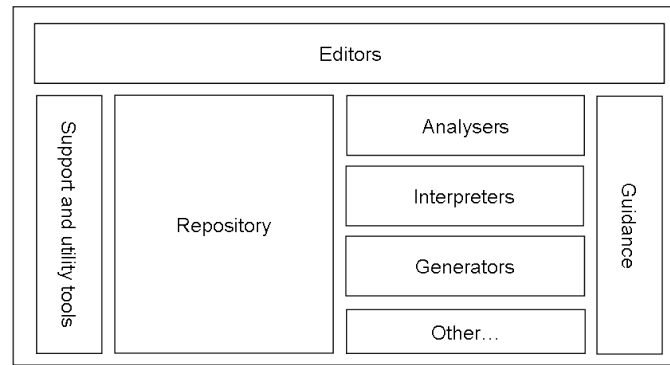 Editors
Support and utility tools
Repository
Analysers
Interpreters
Generators
Other…
Guidance